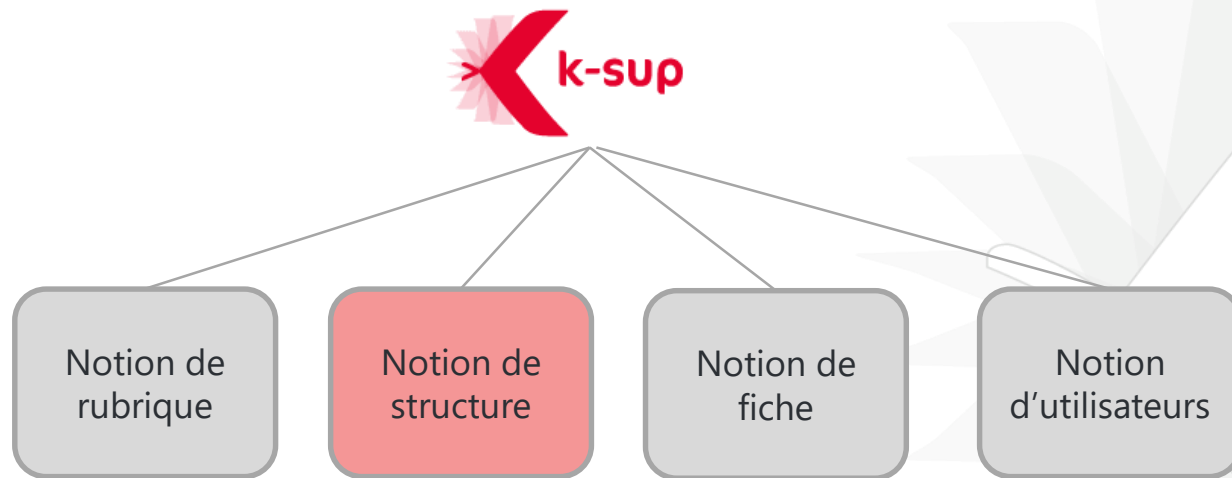 k-sup
Notion de
rubrique
Notion de
structure
Notion de
fiche
Notion
d’utilisateurs